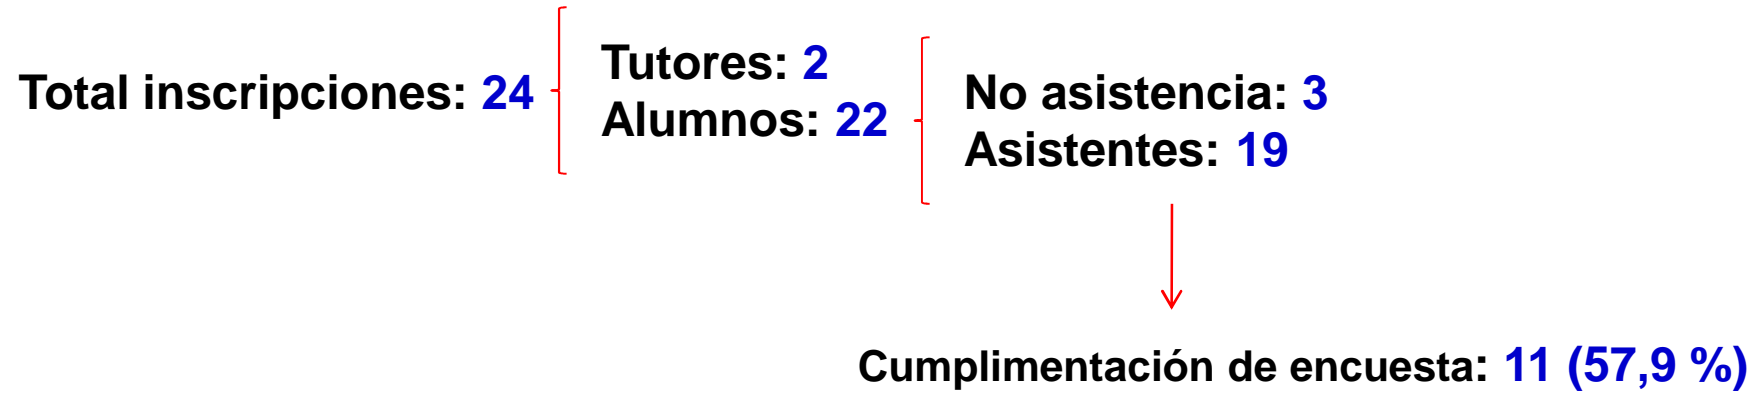 Total inscripciones: 24
Tutores: 2
Alumnos: 22
No asistencia: 3
Asistentes: 19
Cumplimentación de encuesta: 11 (57,9 %)